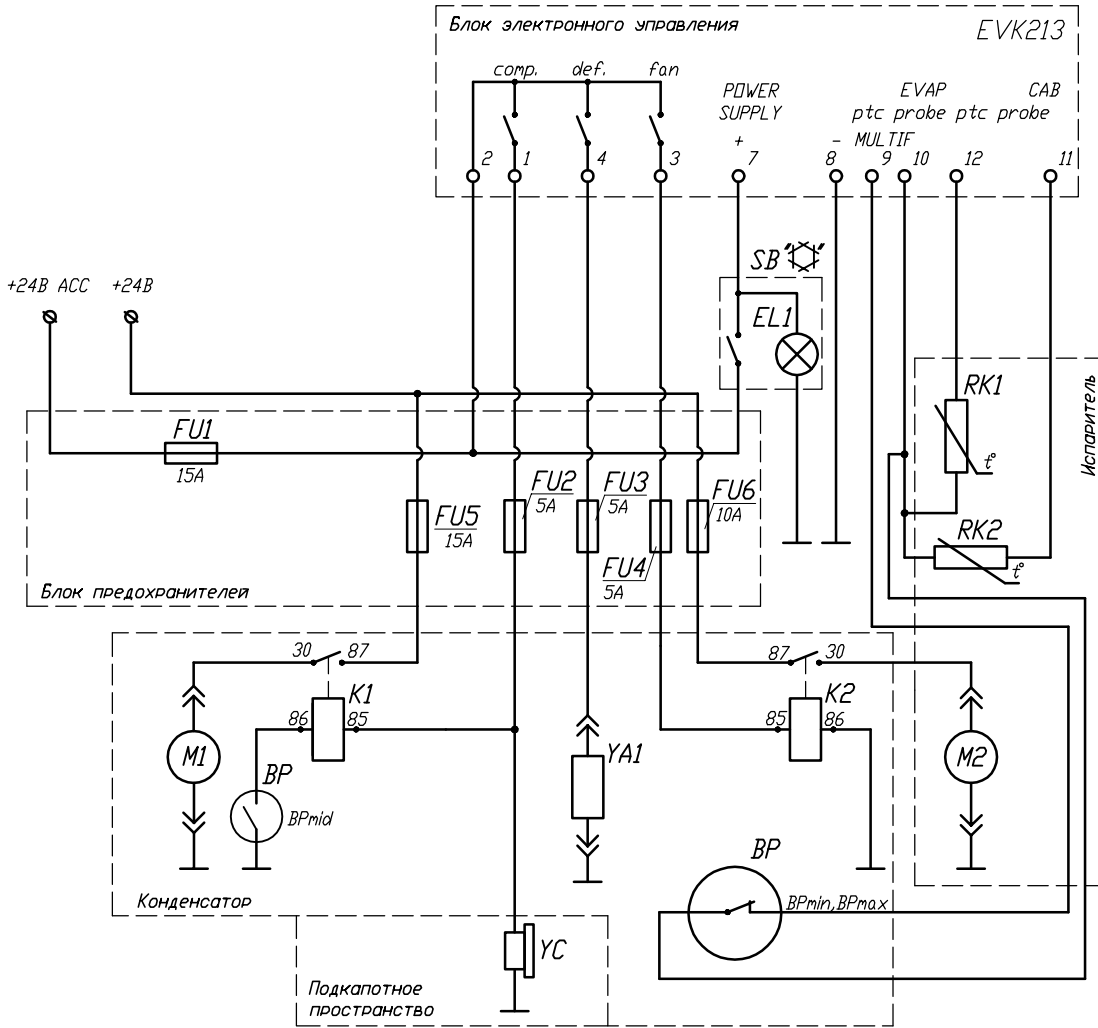 Блок электронного управления
EVK213
comp.
def.
fan
POWER
SUPPLY
+
-
EVAP
CAB
ptc probe
ptc probe
MULTIF
2
1
4
3
7
8
9
10
12
11
SB "
"
+24В ACC
+24В
EL1
RK1
t°
Испаритель
FU1
15А
FU5
15А
FU2
5А
FU3
5А
FU4
5А
FU6
10А
RK2
t°
Блок предохранителей
30
87
87
30
K1
K2
86
85
85
86
M1
YA1
M2
BP
BPmid
BP
BPmin,BPmax
Конденсатор
YC
Подкапотное
пространство